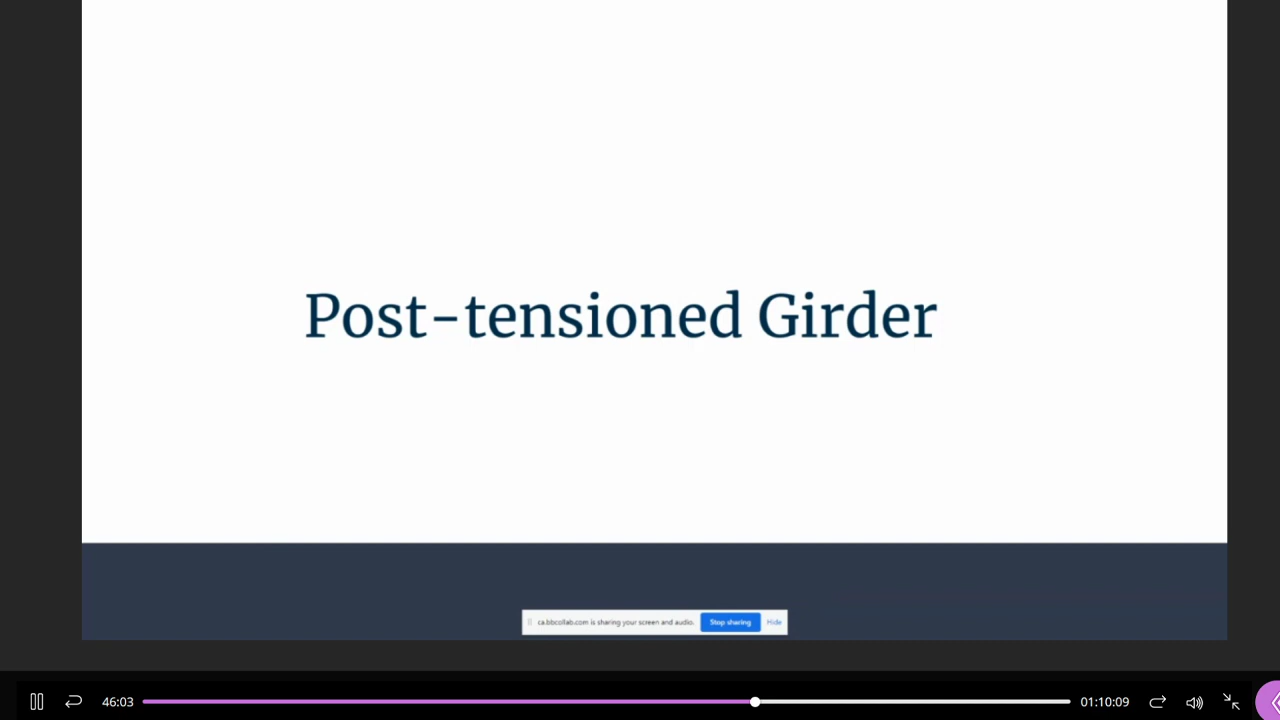 Post-tensioned Girder
ca.bbcollab.com is sharing your screen and audio. Stop sharing Hide
46:03 01:10:09